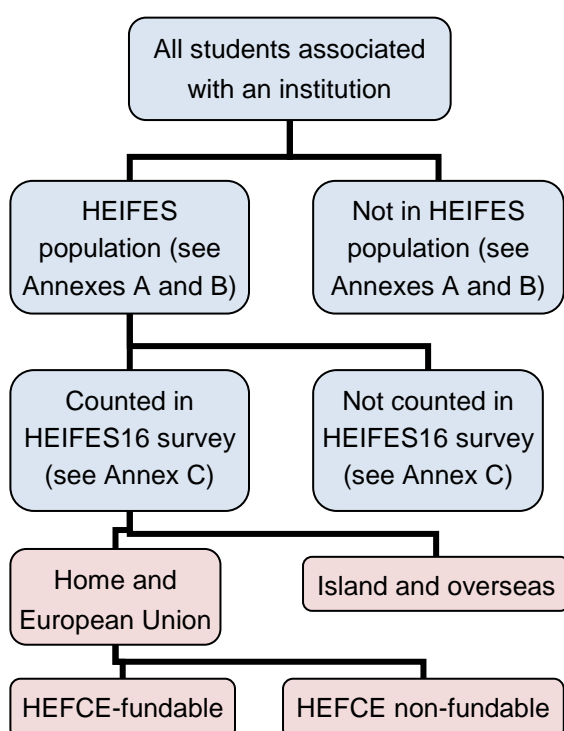 All students associated
with an institution
HEIFES
population (see
Annexes A and B)
Not in HEIFES
population (see
Annexes A and B)
Counted in
HEIFES16 survey
(see Annex C)
Not counted in
HEIFES16 survey
(see Annex C)
Home and
European Union
Island and overseas
HEFCE-fundable
HEFCE non-fundable